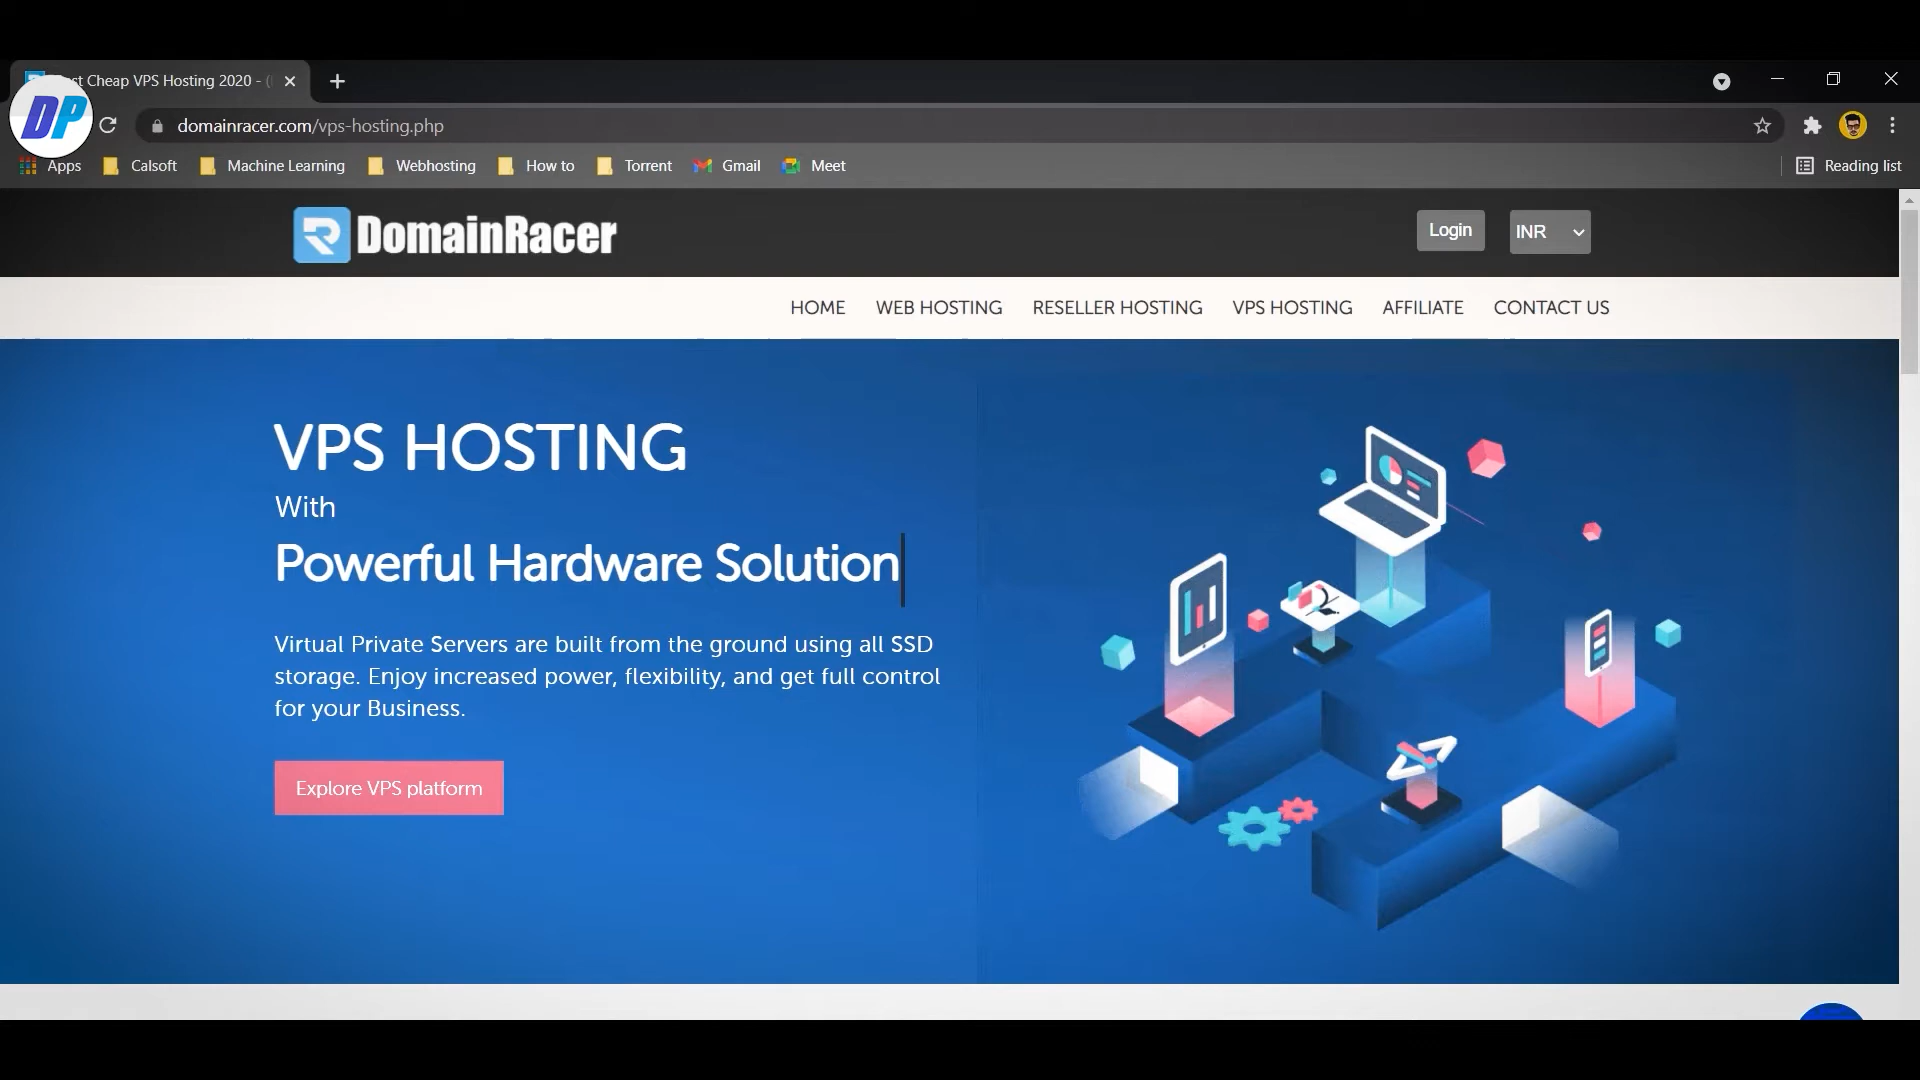 st Cheap VPS Hosting 2020 - (
DP
domainracer.com/vps-hosting.php
Apps Calsoft Machine Learning Webhosting How to Torrent Gmail Meet Reading list
DomainRacer
Login INR
HOME WEB HOSTING RESELLER HOSTING VPS HOSTING AFFILIATE CONTACT US
VPS HOSTING
With
Powerful Hardware Solution
Virtual Private Servers are built from the ground using all SSD
storage. Enjoy increased power, flexibility, and get full control
for your Business.
Explore VPS platform